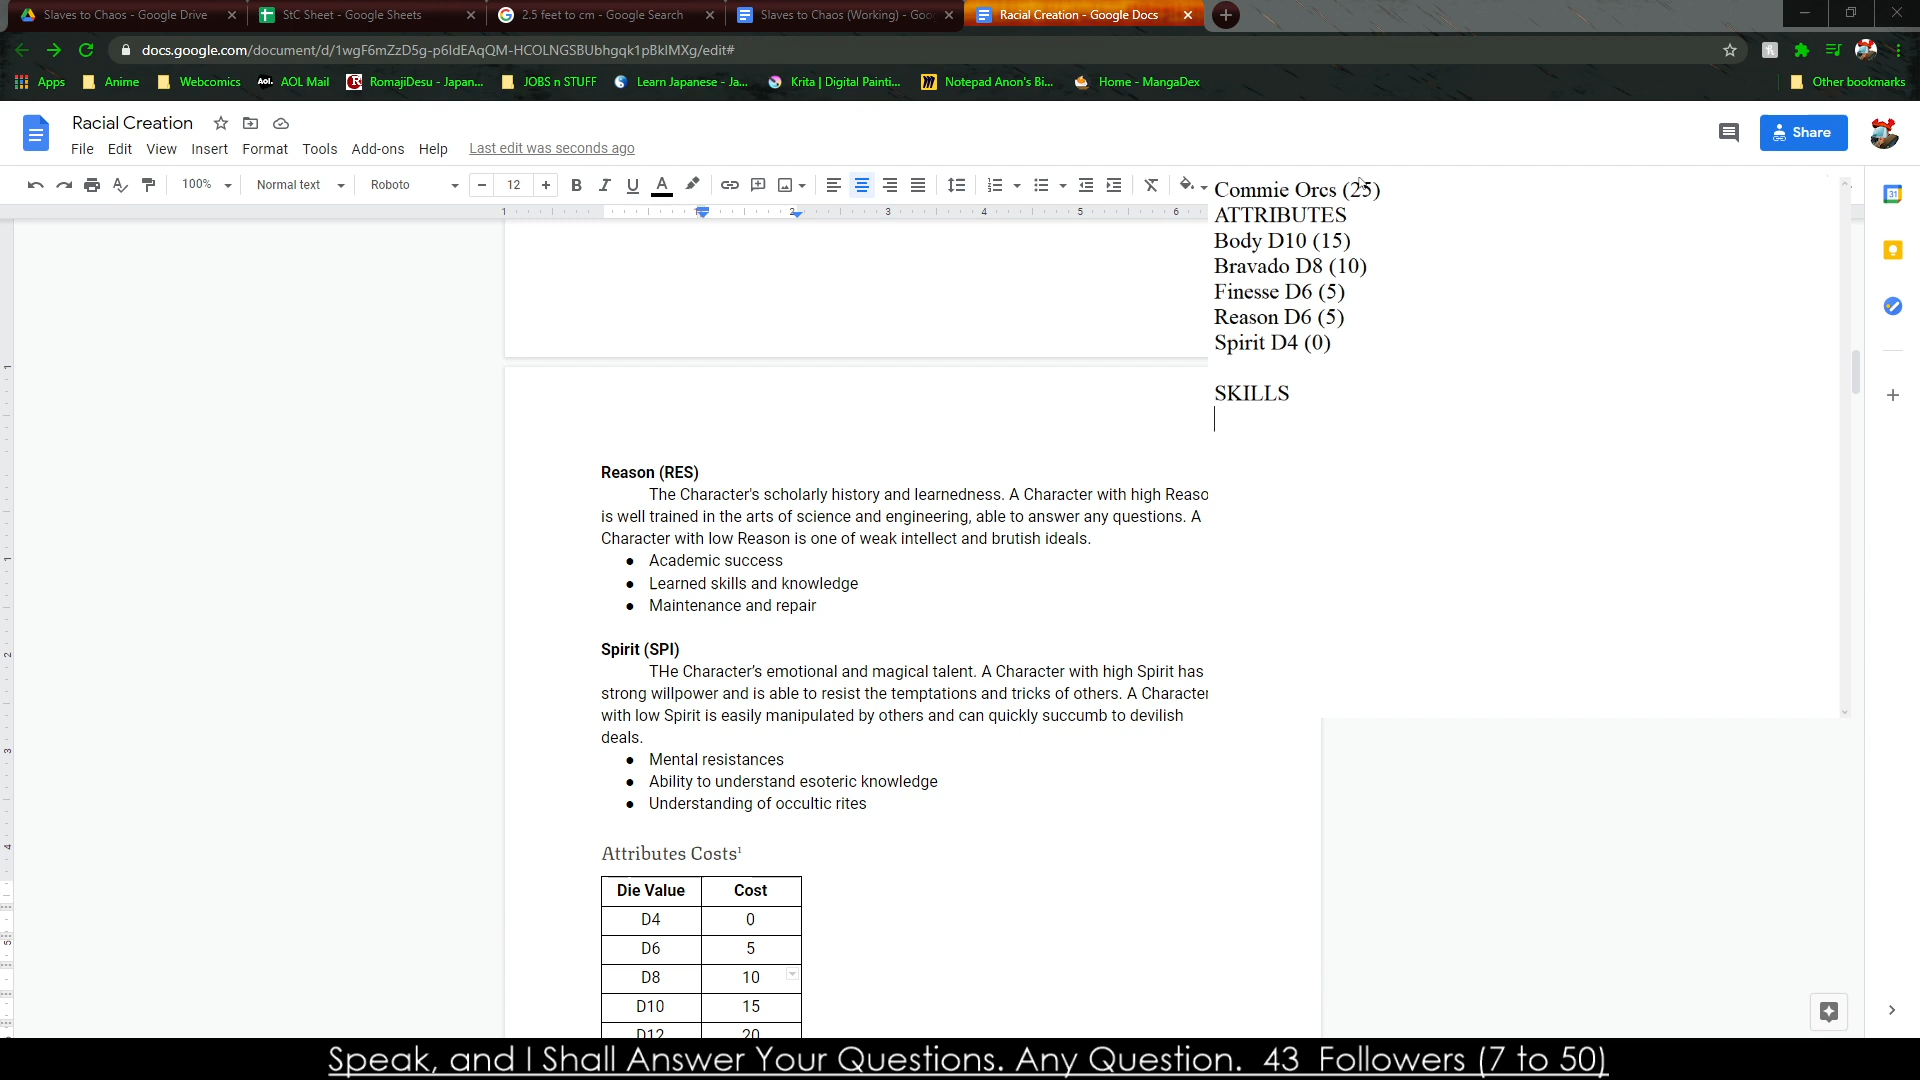 Slaves to Chaos - Google Drive
StC Sheet - Google Sheets
2.5 feet to cm - Google Search
Slaves to Chaos (Working) - Goo
Racial Creation - Google Docs
docs.google.com/document/d/1wgF6mZzD5g-p6ldEAqQM-HCOLNGSBUbhgqk1pBklMXg/edit#
Apps
Anime
Webcomics
Aol. AOL Mail
RomajiDesu - Japan...
JOBS n STUFF
Learn Japanese - Ja...
Krita | Digital Painti...
Notepad Anon's Bi...
Home - MangaDex
Other bookmarks
Racial Creation
File Edit View Insert Format Tools Add-ons Help Last edit was seconds ago
Share
100% Normal text Roboto 12
Commie Orcs (25)
ATTRIBUTES
Body D10 (15)
Bravado D8 (10)
Finesse D6 (5)
Reason D6 (5)
Spirit D4 (0)
SKILLS
Reason (RES)
The Character's scholarly history and learnedness. A Character with high Reaso
is well trained in the arts of science and engineering, able to answer any questions. A
Character with low Reason is one of weak intellect and brutish ideals.
● Academic success
● Learned skills and knowledge
● Maintenance and repair
Spirit (SPI)
THe Character's emotional and magical talent. A Character with high Spirit has
strong willpower and is able to resist the temptations and tricks of others. A Character
with low Spirit is easily manipulated by others and can quickly succumb to devilish
deals.
● Mental resistances
● Ability to understand esoteric knowledge
● Understanding of occultic rites
Attributes Costs¹
Die Value Cost
D4 0
D6 5
D8 10
D10 15
D12 20
Speak, and I Shall Answer Your Questions. Any Question. 43 Followers (7 to 50)